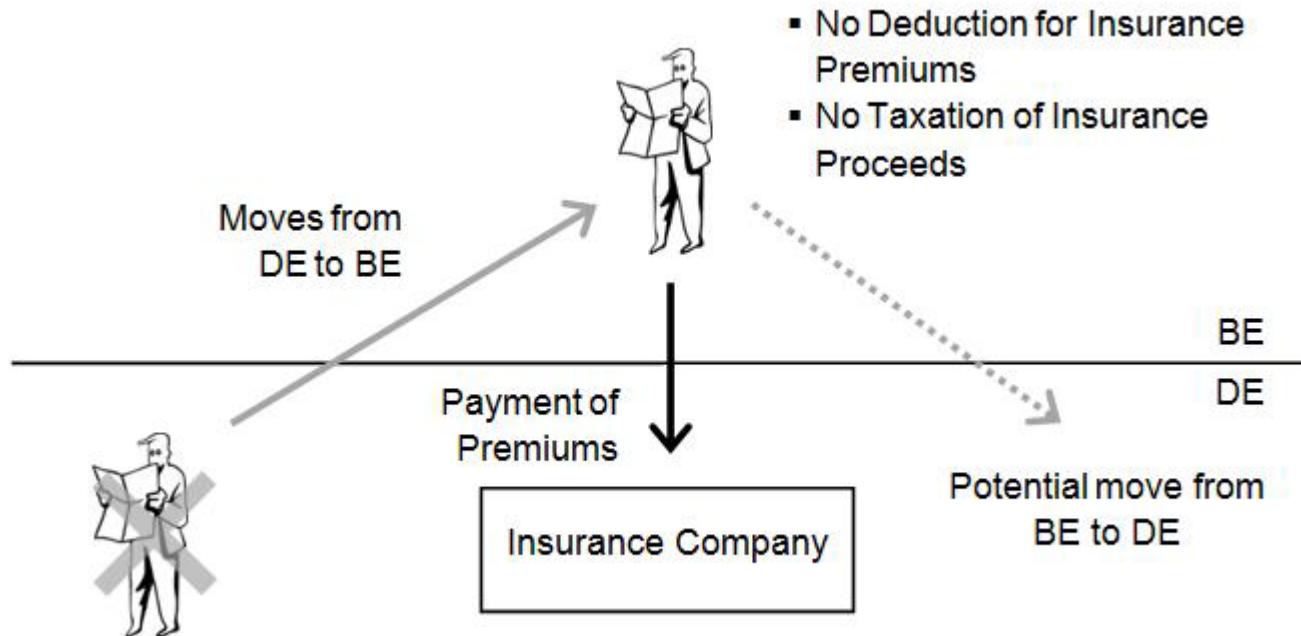 ▪ No Deduction for Insurance
Premiums
▪ No Taxation of Insurance
Proceeds
Moves from
DE to BE
BE
DE
Payment of
Premiums
Insurance Company
Potential move from
BE to DE